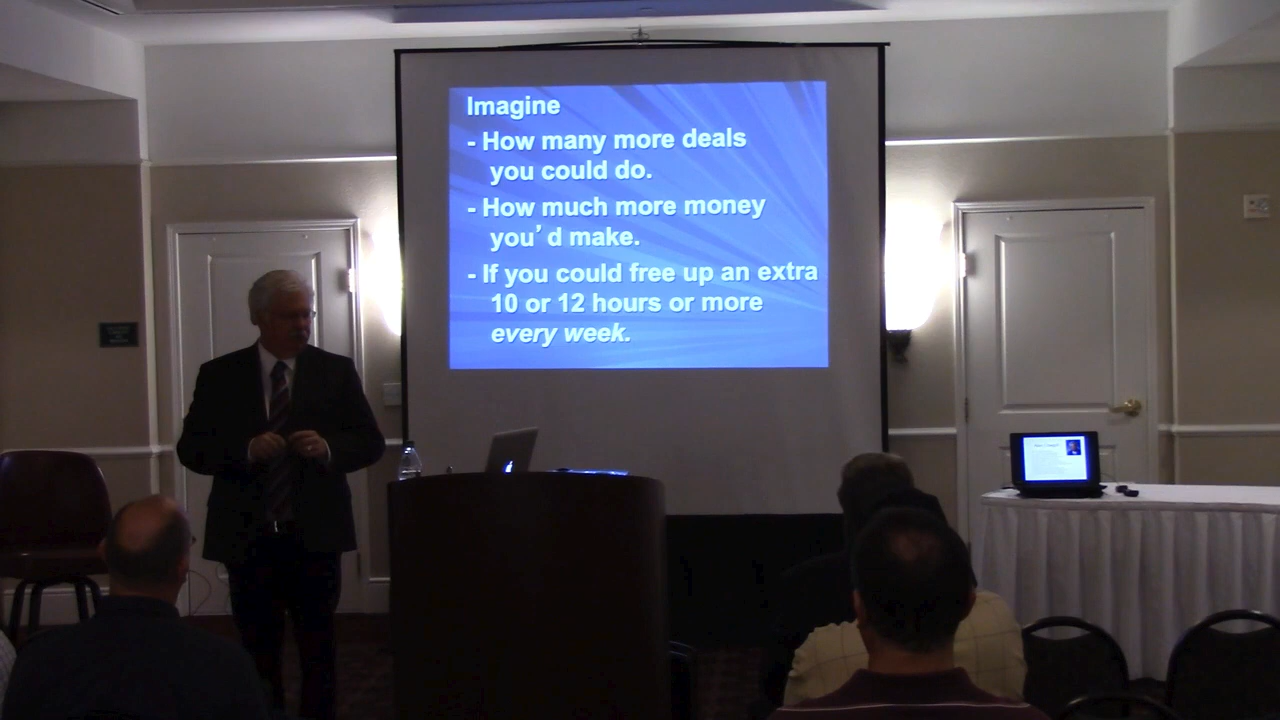 Imagine
- How many more deals
you could do.
- How much more money
you’d make.
- If you could free up an extra
10 or 12 hours or more
every week.